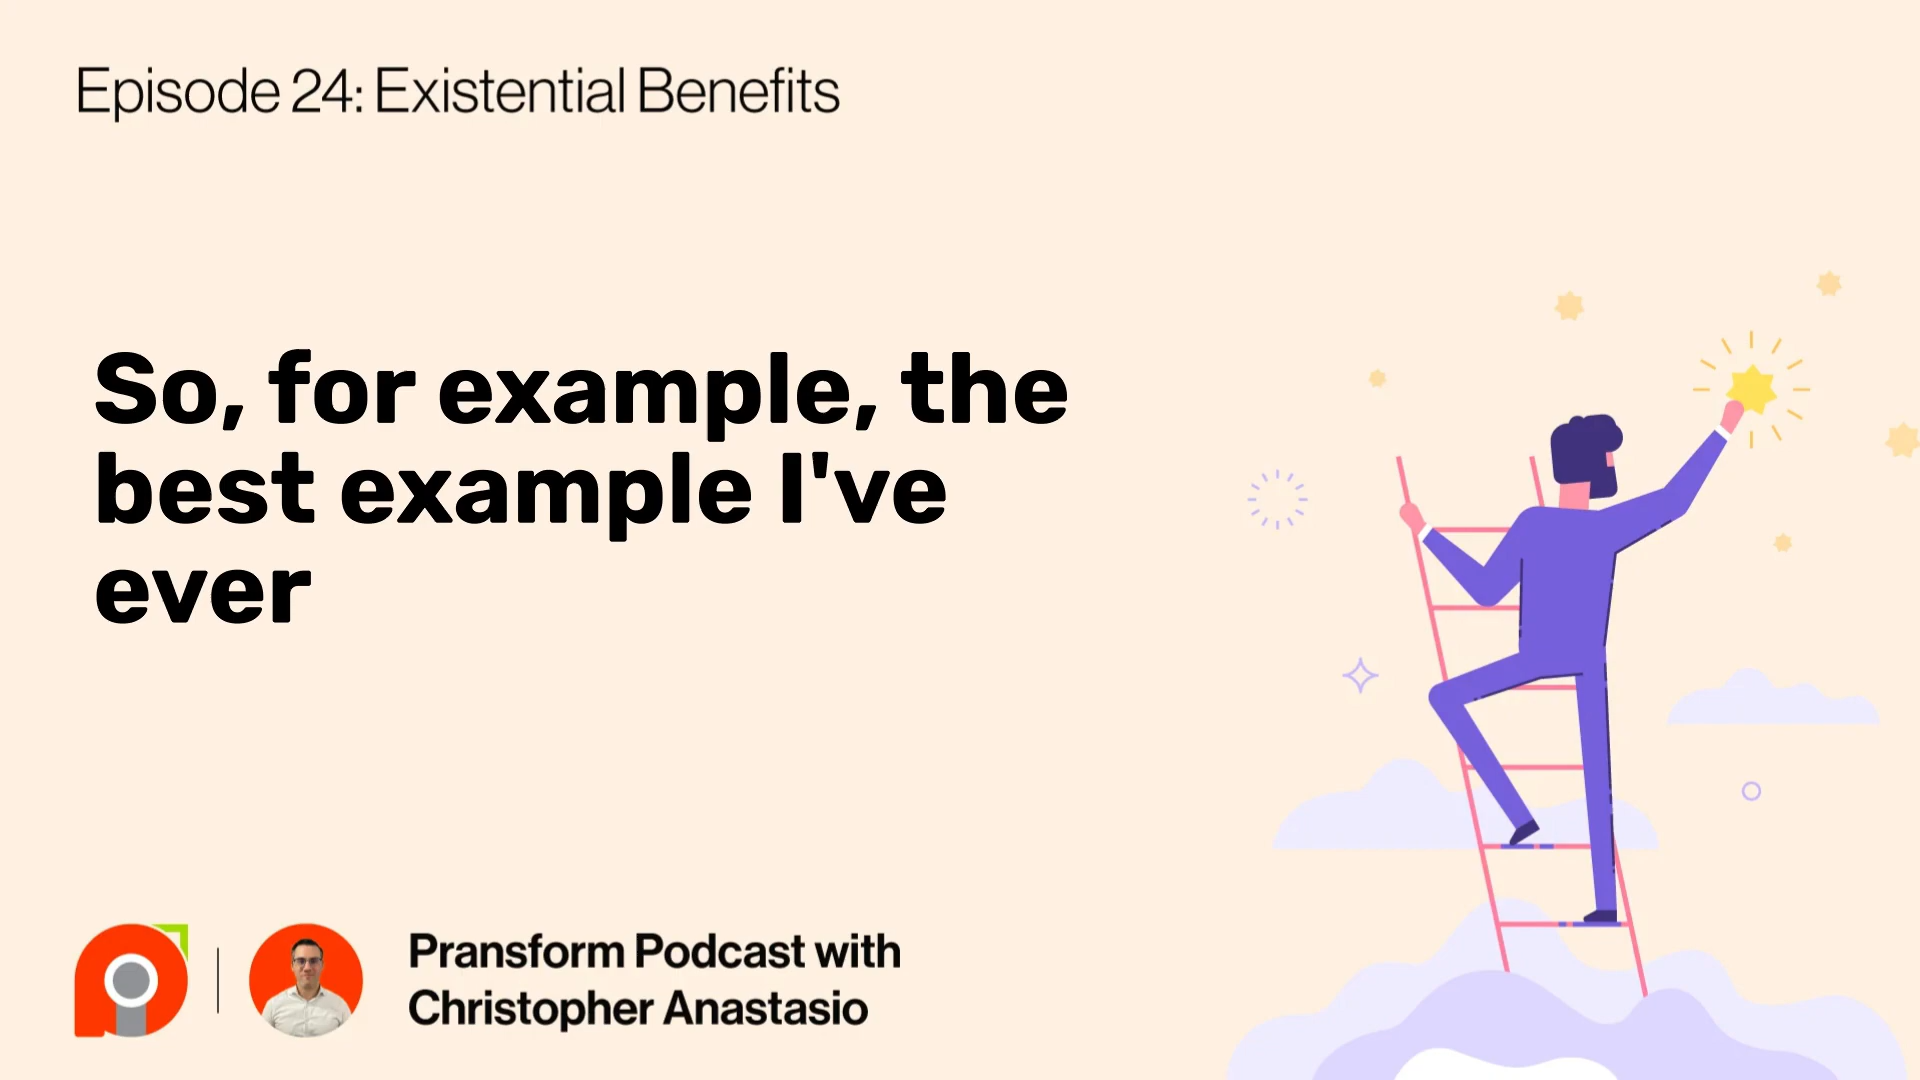 Episode 24: Existential Benefits
So, for example, the
best example I've
ever
Pransform Podcast with
Christopher Anastasio